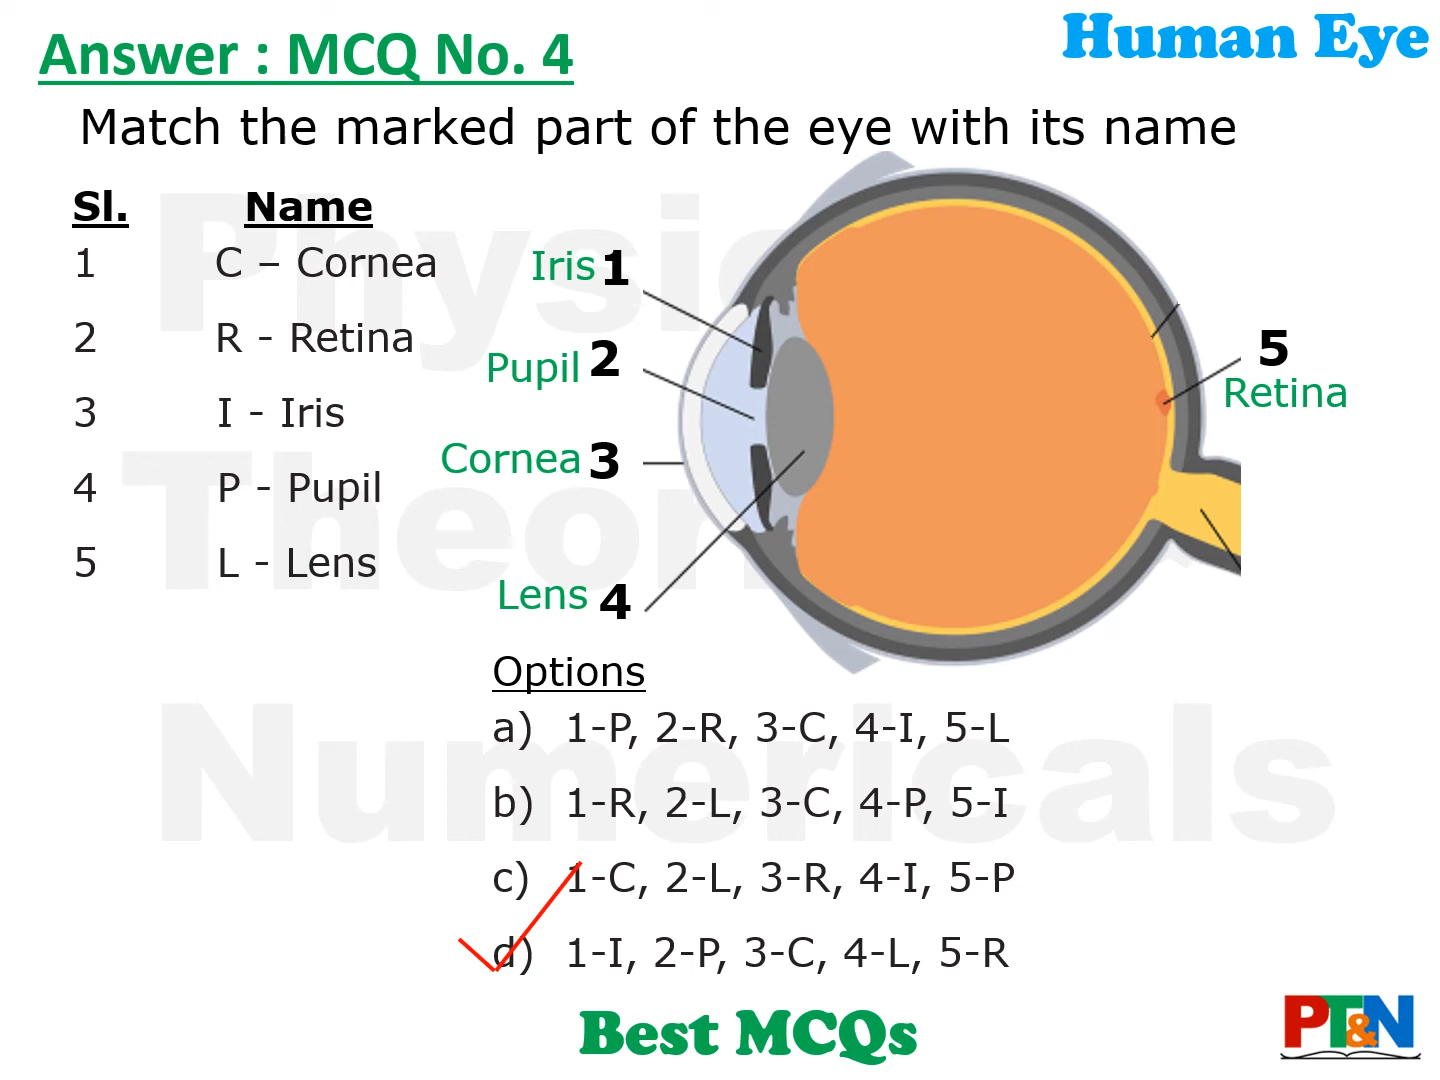 Answer : MCQ No. 4
Human Eye
Match the marked part of the eye with its name
Sl. Name
1 C – Cornea
2 R - Retina
3 I - Iris
4 P - Pupil
5 L - Lens
Iris 1
Pupil 2
Cornea 3
Lens 4
5
Retina
Options
a) 1-P, 2-R, 3-C, 4-I, 5-L
b) 1-R, 2-L, 3-C, 4-P, 5-I
c) 1-C, 2-L, 3-R, 4-I, 5-P
d) 1-I, 2-P, 3-C, 4-L, 5-R
Best MCQs
PT&N
Numericals